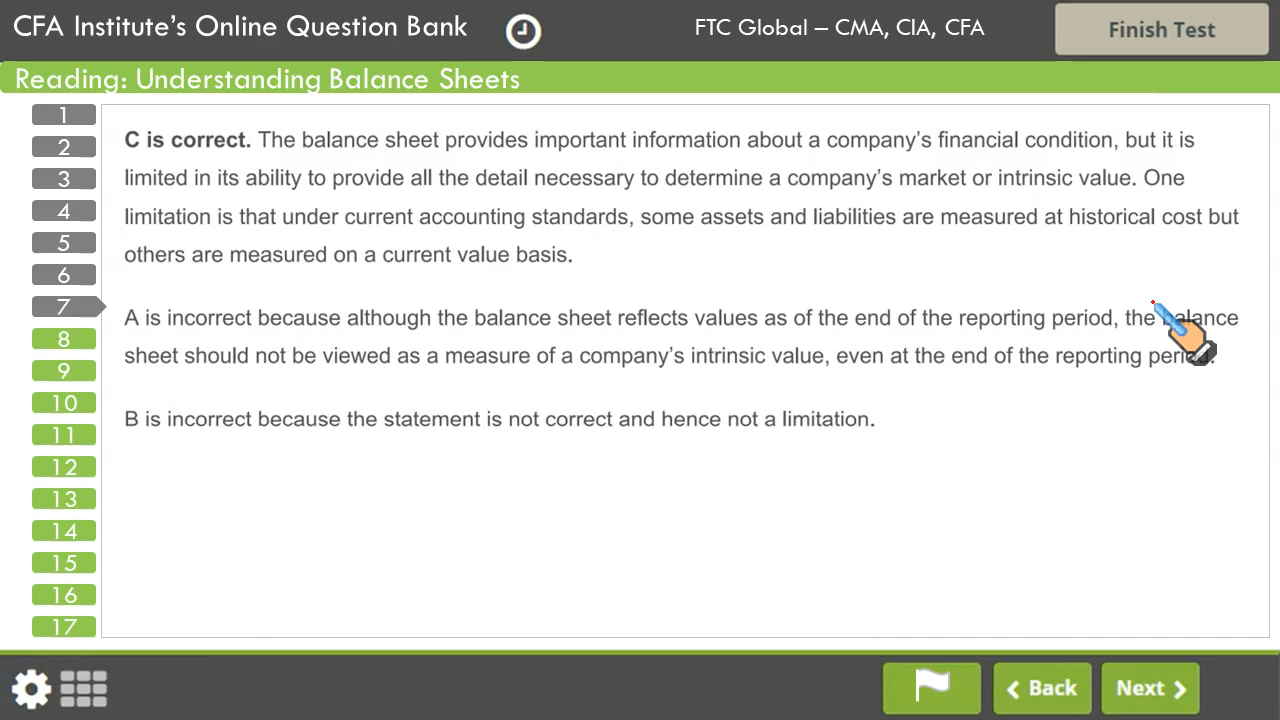 CFA Institute's Online Question Bank
FTC Global – CMA, CIA, CFA
Finish Test
Reading: Understanding Balance Sheets
1
2
3
4
5
6
7
8
9
10
11
12
13
14
15
16
17
C is correct. The balance sheet provides important information about a company's financial condition, but it is
limited in its ability to provide all the detail necessary to determine a company's market or intrinsic value. One
limitation is that under current accounting standards, some assets and liabilities are measured at historical cost but
others are measured on a current value basis.
A is incorrect because although the balance sheet reflects values as of the end of the reporting period, the balance
sheet should not be viewed as a measure of a company's intrinsic value, even at the end of the reporting period.
B is incorrect because the statement is not correct and hence not a limitation.
Back
Next